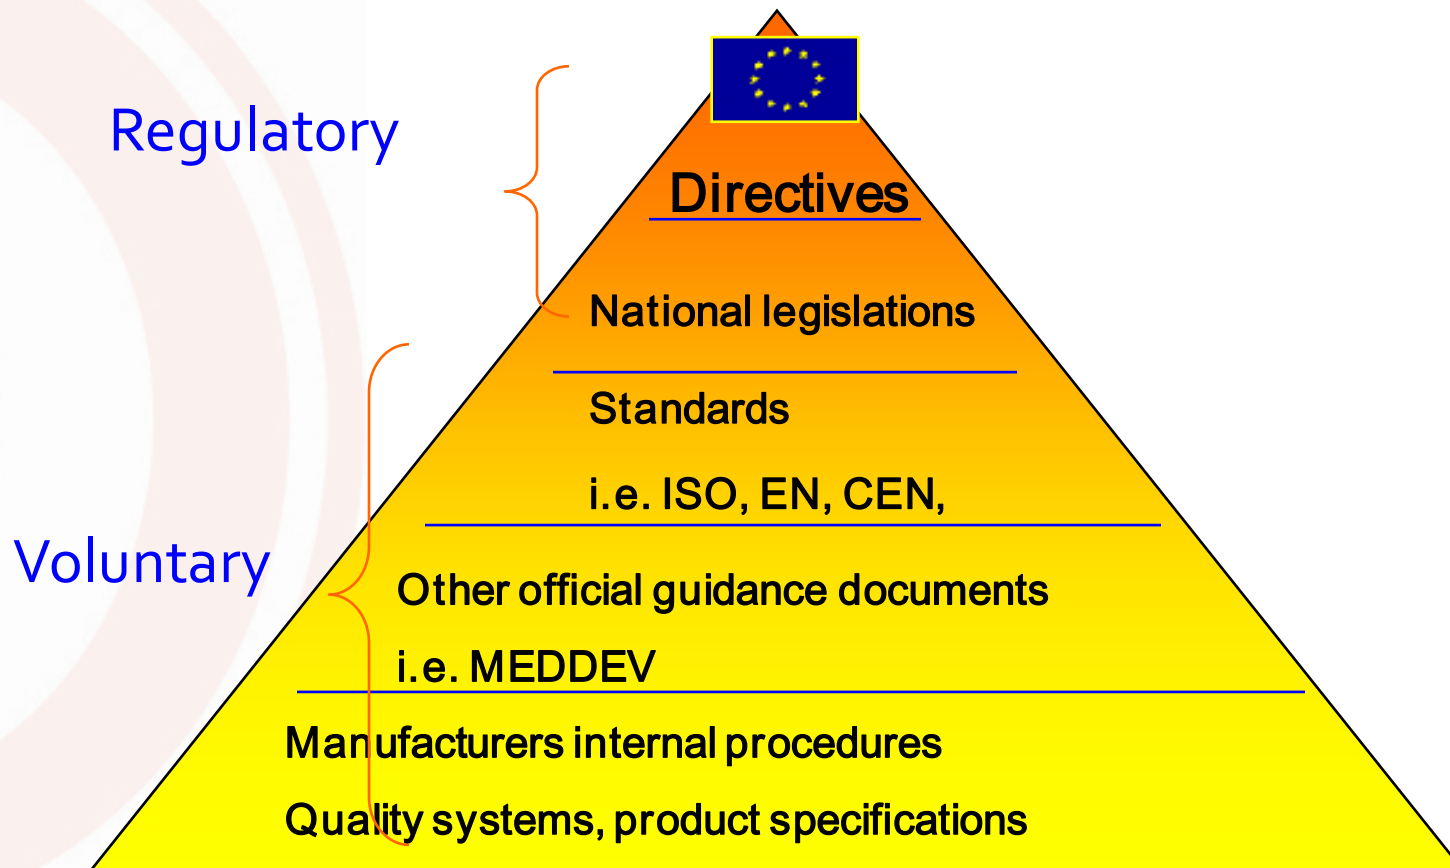 Regulatory
Directives
National legislations
Standards
i.e. ISO, EN, CEN,
Voluntary
Other official guidance documents
i.e. MEDDEV
Manufacturers internal procedures
Quality systems, product specifications